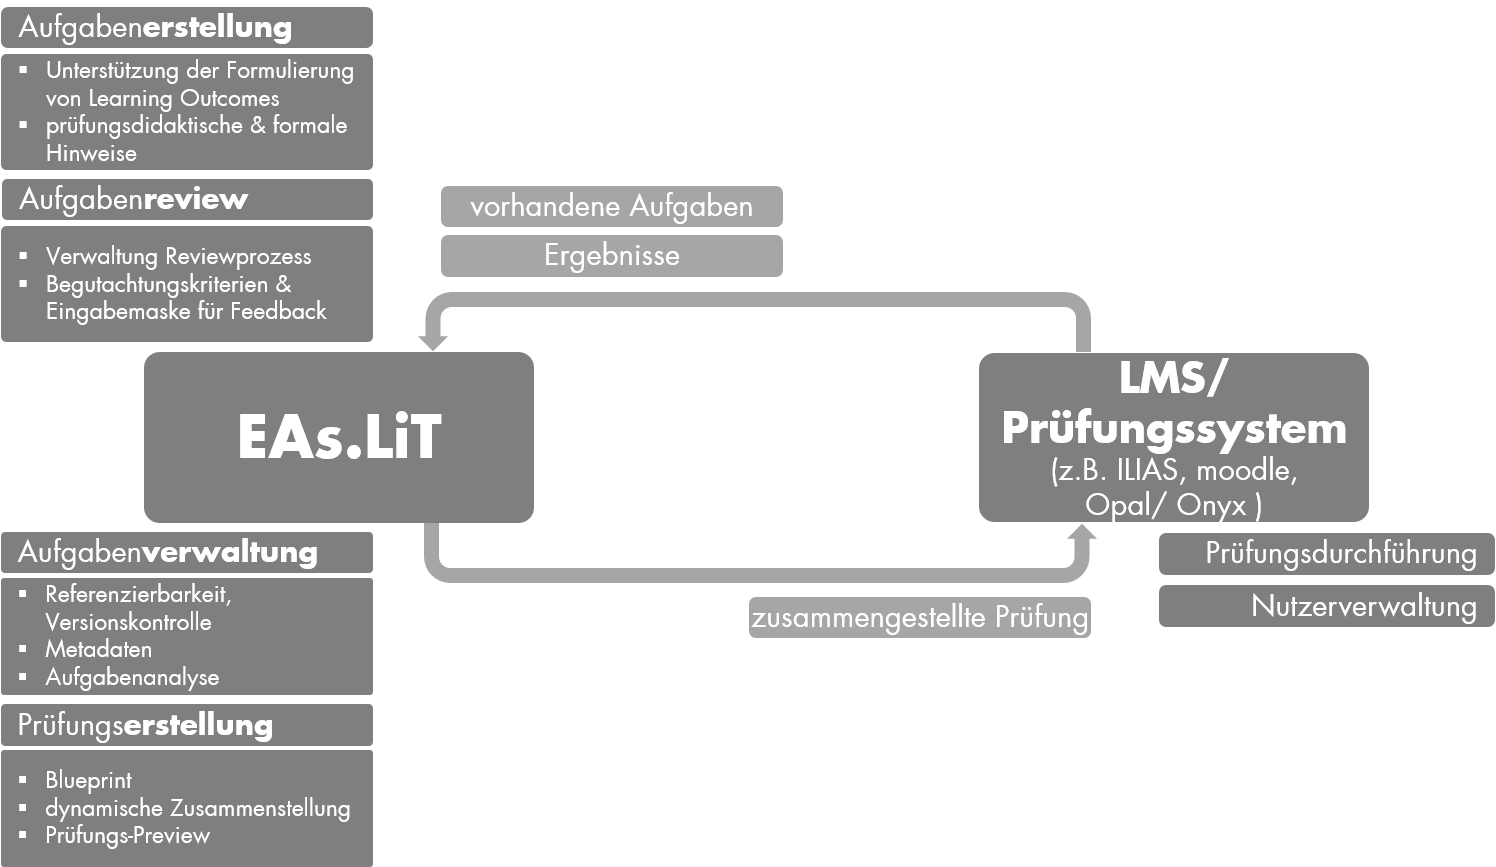 Aufgabenerstellung
▪ Unterstützung der Formulierung
von Learning Outcomes
▪ prüfungsdidaktische & formale
Hinweise
Aufgabenreview
▪ Verwaltung Reviewprozess
▪ Begutachtungskriterien &
Eingabemaske für Feedback
vorhandene Aufgaben
Ergebnisse
EAs.LiT
LMS/
Prüfungssystem
(z.B. ILIAS, moodle,
Opal/ Onyx )
Aufgabenverwaltung
▪ Referenzierbarkeit,
Versionskontrolle
▪ Metadaten
▪ Aufgabenanalyse
Prüfungserstellung
▪ Blueprint
▪ dynamische Zusammenstellung
▪ Prüfungs-Preview
zusammengestellte Prüfung
Prüfungsdurchführung
Nutzerverwaltung